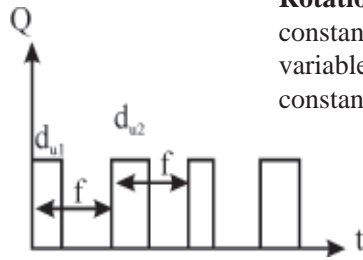 Rotatio
constan
variable
constan
Q
d_u1
d_u2
f
f
t